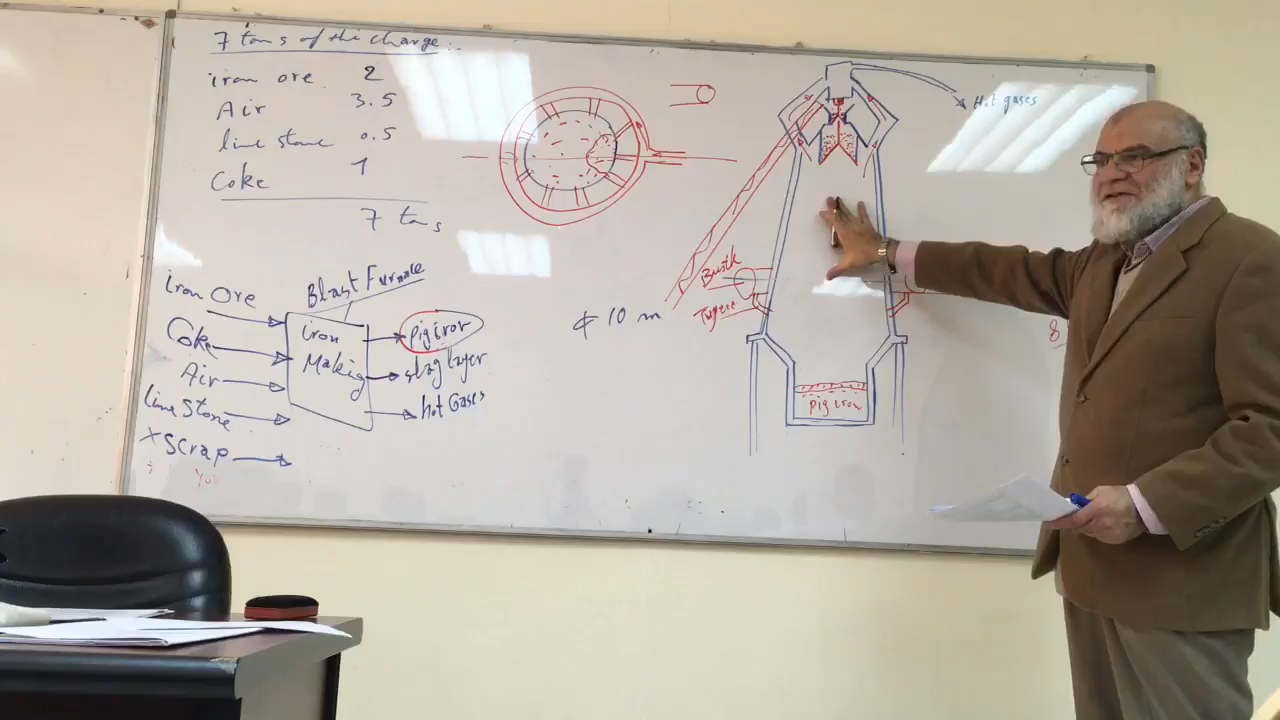 7 tons of the charge
iron ore 2
Air 3.5
line stone 0.5
Coke 1
7 tons
Hot gases
Bustle
Tuyere
¢ 10 m
8
pig iron
Blast Furnace
iron Ore
Coke
Air
line Stone
x Scrap
iron
Making
pig iron
slag layer
hot Gases